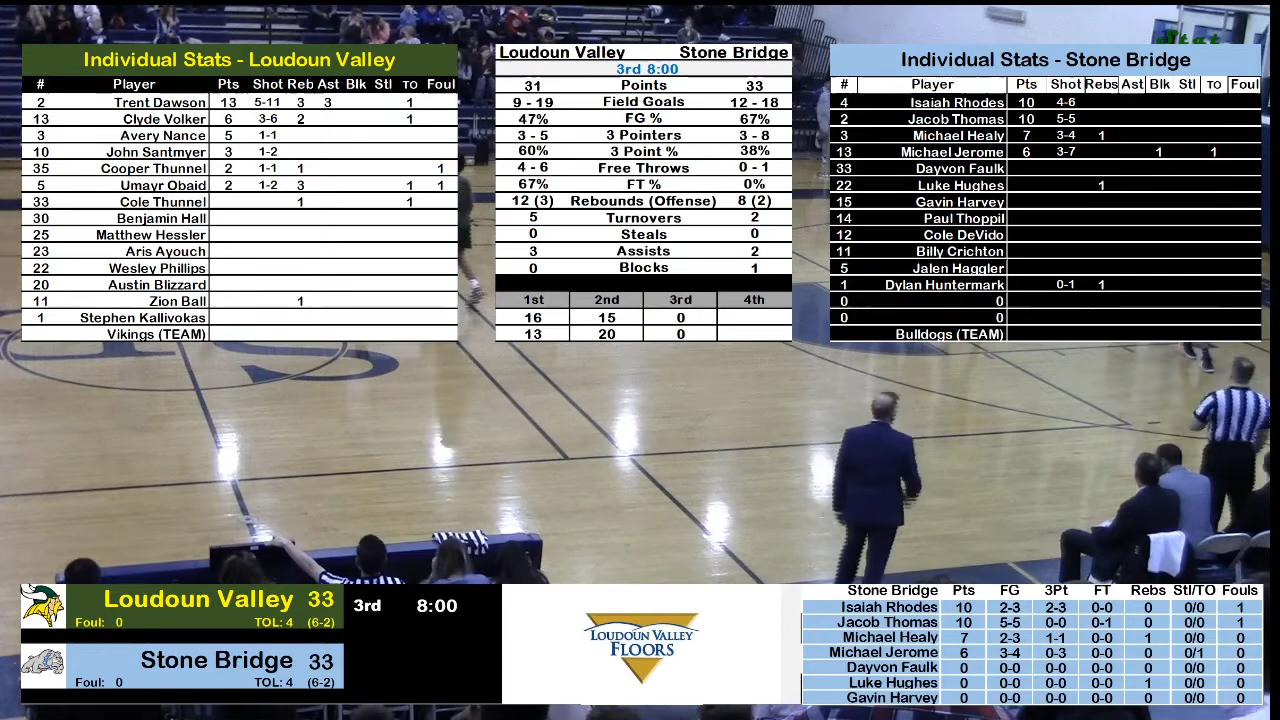 Individual Stats - Loudoun Valley
# Player Pts Shot Reb Ast Blk Stl TO Foul
2 Trent Dawson 13 5-11 3 3 1
13 Clyde Volker 6 3-6 2 1
3 Avery Nance 5 1-1
10 John Santmyer 3 1-2
35 Cooper Thunnel 2 1-1 1 1
5 Umayr Obaid 2 1-2 3 1 1
33 Cole Thunnel 1 1
30 Benjamin Hall
25 Matthew Hessler
23 Aris Ayouch
22 Wesley Phillips
20 Austin Blizzard
11 Zion Ball 1
1 Stephen Kallivokas
Vikings (TEAM)
Loudoun Valley Stone Bridge
3rd 8:00
31 Points 33
9 - 19 Field Goals 12 - 18
47% FG % 67%
3 - 5 3 Pointers 3 - 8
60% 3 Point % 38%
4 - 6 Free Throws 0 - 1
67% FT % 0%
12 (3) Rebounds (Offense) 8 (2)
5 Turnovers 2
0 Steals 0
3 Assists 2
0 Blocks 1
1st 2nd 3rd 4th
16 15 0
13 20 0
Individual Stats - Stone Bridge
# Player Pts Shot Rebs Ast Blk Stl TO Foul
4 Isaiah Rhodes 10 4-6
2 Jacob Thomas 10 5-5
3 Michael Healy 7 3-4 1
13 Michael Jerome 6 3-7 1 1
33 Dayvon Faulk
22 Luke Hughes 1
15 Gavin Harvey
14 Paul Thoppil
12 Cole DeVido
11 Billy Crichton
5 Jalen Haggler
1 Dylan Huntermark 0-1 1
0 0
0 0
Bulldogs (TEAM)
Loudoun Valley 33
Foul: 0 TOL: 4 (6-2)
3rd 8:00
Stone Bridge 33
Foul: 0 TOL: 4 (6-2)
LOUDOUN VALLEY
FLOORS
Stone Bridge Pts FG 3Pt FT Rebs Stl/TO Fouls
Isaiah Rhodes 10 2-3 2-3 0-0 0 0/0 1
Jacob Thomas 10 5-5 0-0 0-1 0 0/0 1
Michael Healy 7 2-3 1-1 0-0 1 0/0 0
Michael Jerome 6 3-4 0-3 0-0 0 0/1 0
Dayvon Faulk 0 0-0 0-0 0-0 0 0/0 0
Luke Hughes 0 0-0 0-0 0-0 1 0/0 0
Gavin Harvey 0 0-0 0-0 0-0 0 0/0 0